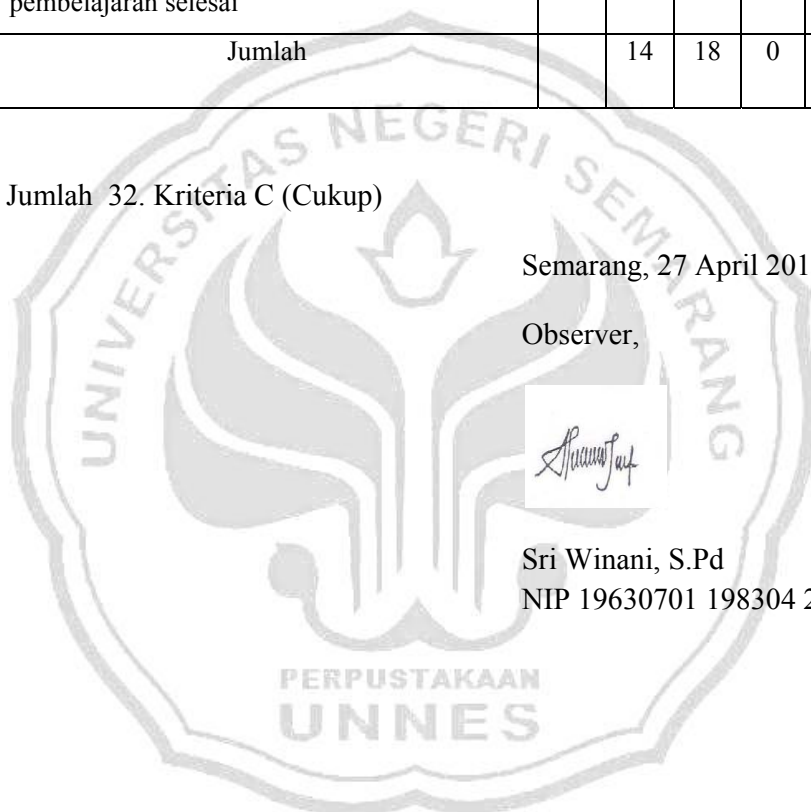 pembelajaran selesai
Jumlah 14 18 0
UNIVERSITAS NEGERI SEMARANG
Jumlah 32. Kriteria C (Cukup)
Semarang, 27 April 201
Observer,
Sri Winani, S.Pd
NIP 19630701 198304 2
PERPUSTAKAAN
UNNES